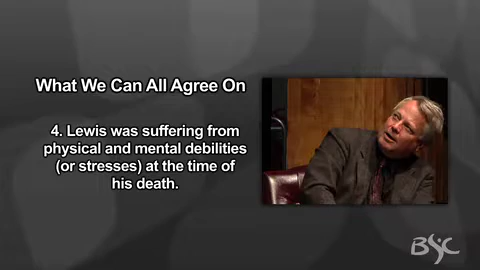 What We Can All Agree On
4. Lewis was suffering from
physical and mental debilities
(or stresses) at the time of
his death.
BSC